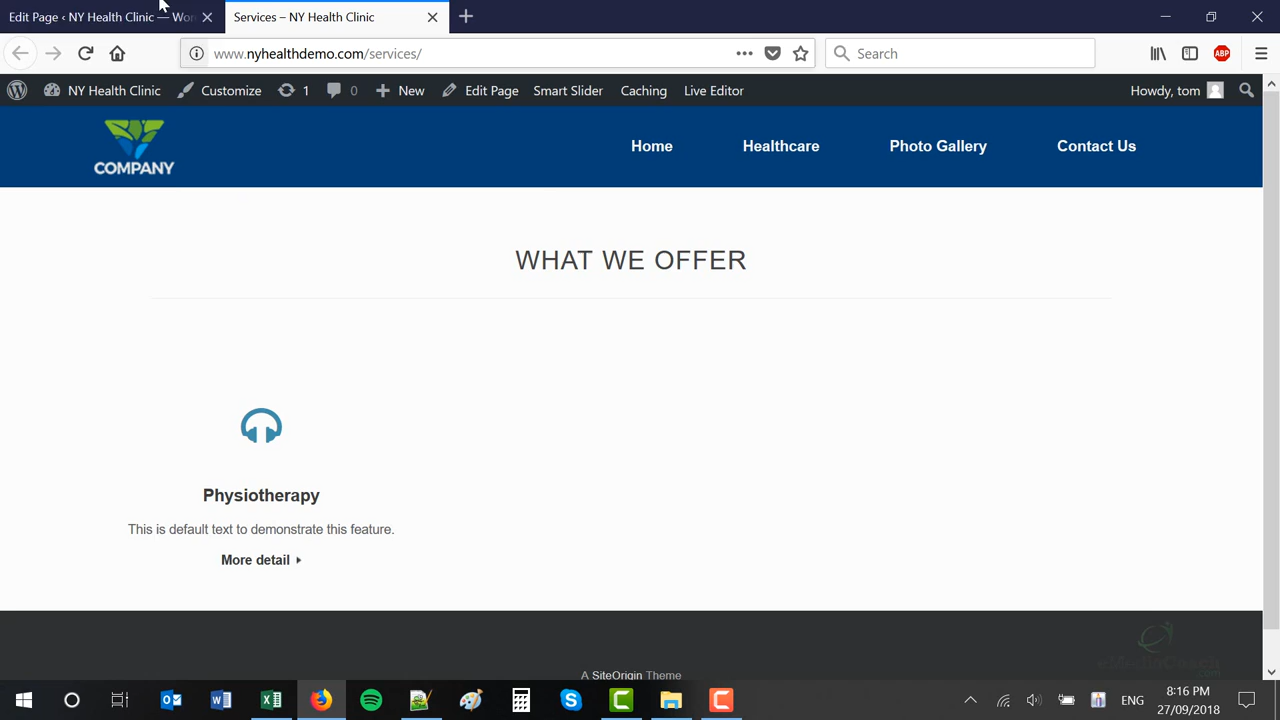 Edit Page ‹ NY Health Clinic — Wor
Services – NY Health Clinic
www.nyhealthdemo.com/services/
Search
ABP
NY Health Clinic
Customize
1
0
New
Edit Page
Smart Slider
Caching
Live Editor
Howdy, tom
COMPANY
Home
Healthcare
Photo Gallery
Contact Us
WHAT WE OFFER
Physiotherapy
This is default text to demonstrate this feature.
More detail
A SiteOrigin Theme
ENG
8:16 PM
27/09/2018